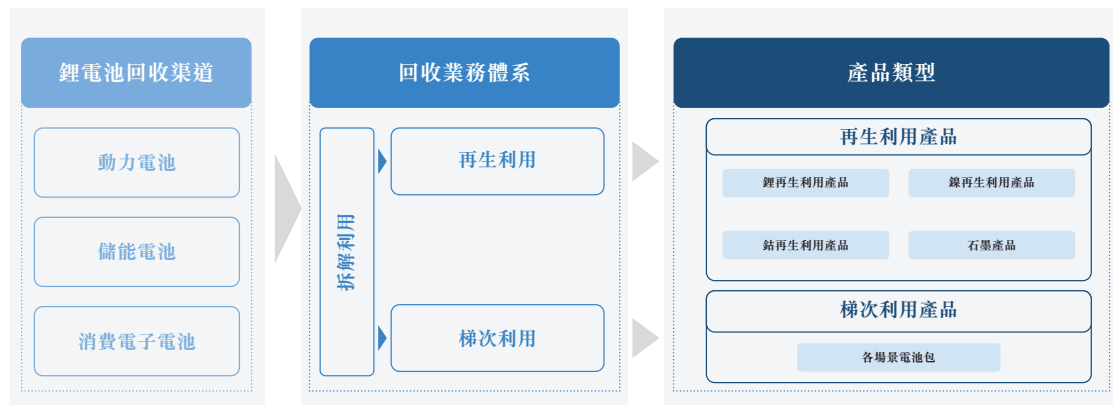 鋰電池回收渠道
動力電池
儲能電池
消費電子電池
回收業務體系
拆解利用
再生利用
梯次利用
產品類型
再生利用產品
鋰再生利用產品
鎳再生利用產品
鈷再生利用產品
石墨產品
梯次利用產品
各場景電池包